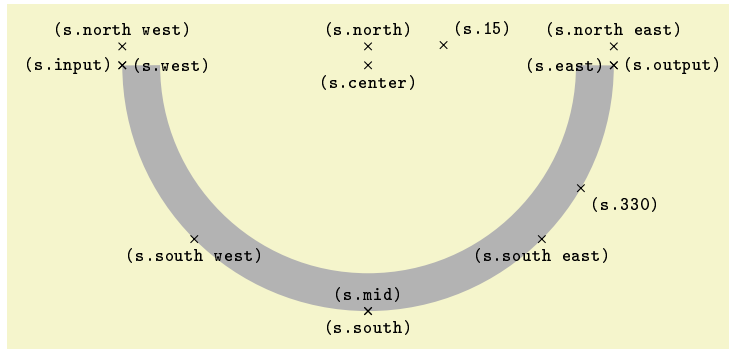 (s.north west) (s.north) (s.15) (s.north east)
(s.input) (s.west) (s.east) (s.output)
(s.center)
(s.330)
(s.south west) (s.south east)
(s.mid)
(s.south)